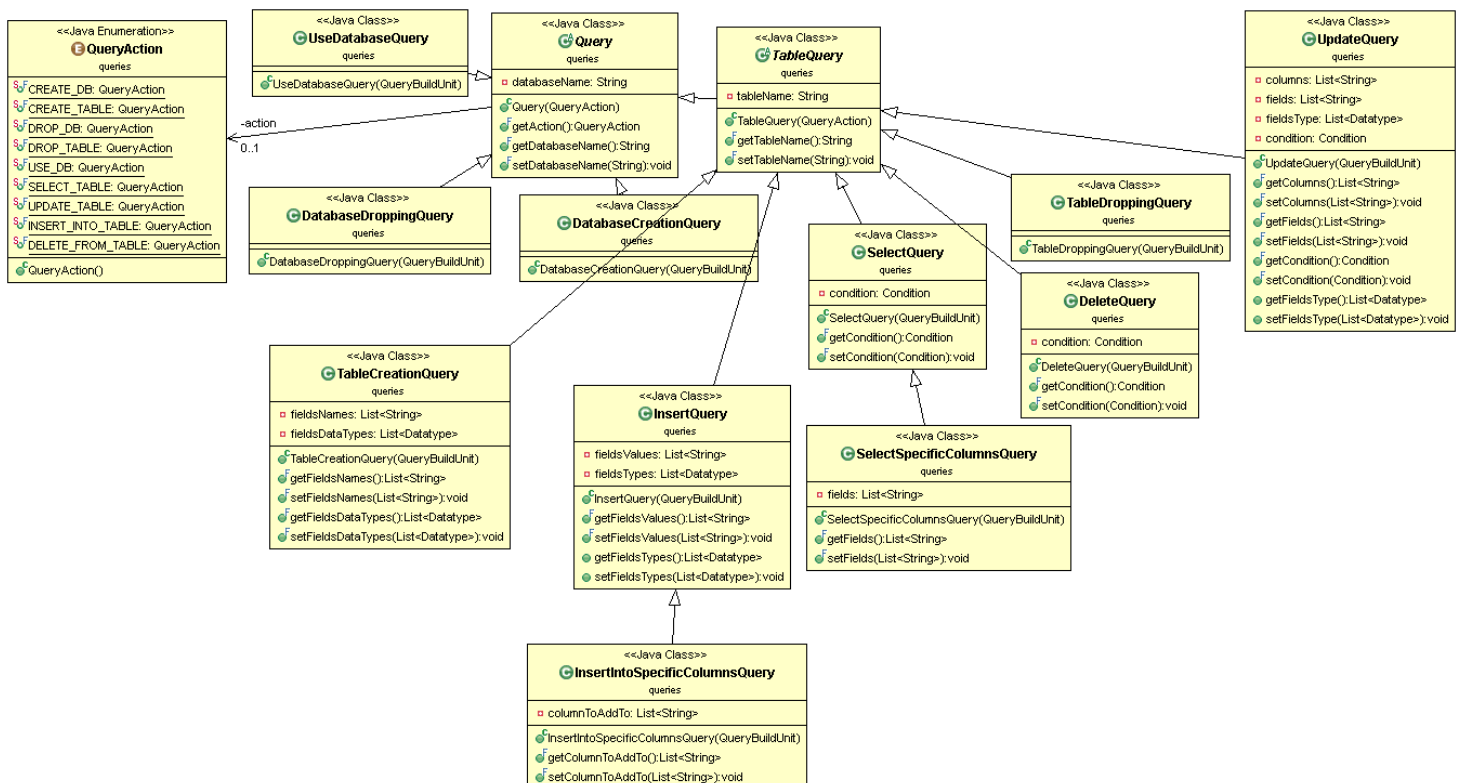 <<Java Enumeration>>
QueryAction
queries
CREATE_DB: QueryAction
CREATE_TABLE: QueryAction
DROP_DB: QueryAction
DROP_TABLE: QueryAction
USE_DB: QueryAction
SELECT_TABLE: QueryAction
UPDATE_TABLE: QueryAction
INSERT_INTO_TABLE: QueryAction
DELETE_FROM_TABLE: QueryAction
QueryAction()
<<Java Class>>
UseDatabaseQuery
queries
UseDatabaseQuery(QueryBuildUnit)
-action
0..1
<<Java Class>>
Query
queries
databaseName: String
Query(QueryAction)
getAction():QueryAction
getDatabaseName():String
setDatabaseName(String):void
<<Java Class>>
TableQuery
queries
tableName: String
TableQuery(QueryAction)
getTableName():String
setTableName(String):void
<<Java Class>>
UpdateQuery
queries
columns: List<String>
fields: List<String>
fieldsType: List<Datatype>
condition: Condition
UpdateQuery(QueryBuildUnit)
getColumns():List<String>
setColumns(List<String>):void
getFields():List<String>
setFields(List<String>):void
getCondition():Condition
setCondition(Condition):void
getFieldsType():List<Datatype>
setFieldsType(List<Datatype>):void
<<Java Class>>
DatabaseDroppingQuery
queries
DatabaseDroppingQuery(QueryBuildUnit)
<<Java Class>>
DatabaseCreationQuery
queries
DatabaseCreationQuery(QueryBuildUnit)
<<Java Class>>
SelectQuery
queries
condition: Condition
SelectQuery(QueryBuildUnit)
getCondition():Condition
setCondition(Condition):void
<<Java Class>>
TableDroppingQuery
queries
TableDroppingQuery(QueryBuildUnit)
<<Java Class>>
DeleteQuery
queries
condition: Condition
DeleteQuery(QueryBuildUnit)
getCondition():Condition
setCondition(Condition):void
<<Java Class>>
TableCreationQuery
queries
fieldsNames: List<String>
fieldsDataTypes: List<Datatype>
TableCreationQuery(QueryBuildUnit)
getFieldsNames():List<String>
setFieldsNames(List<String>):void
getFieldsDataTypes():List<Datatype>
setFieldsDataTypes(List<Datatype>):void
<<Java Class>>
InsertQuery
queries
fieldsValues: List<String>
fieldsTypes: List<Datatype>
InsertQuery(QueryBuildUnit)
getFieldsValues():List<String>
setFieldsValues(List<String>):void
getFieldsTypes():List<Datatype>
setFieldsTypes(List<Datatype>):void
<<Java Class>>
SelectSpecificColumnsQuery
queries
fields: List<String>
SelectSpecificColumnsQuery(QueryBuildUnit)
getFields():List<String>
setFields(List<String>):void
<<Java Class>>
InsertIntoSpecificColumnsQuery
queries
columnToAddTo: List<String>
InsertIntoSpecificColumnsQuery(QueryBuildUnit)
getColumnToAddTo():List<String>
setColumnToAddTo(List<String>):void